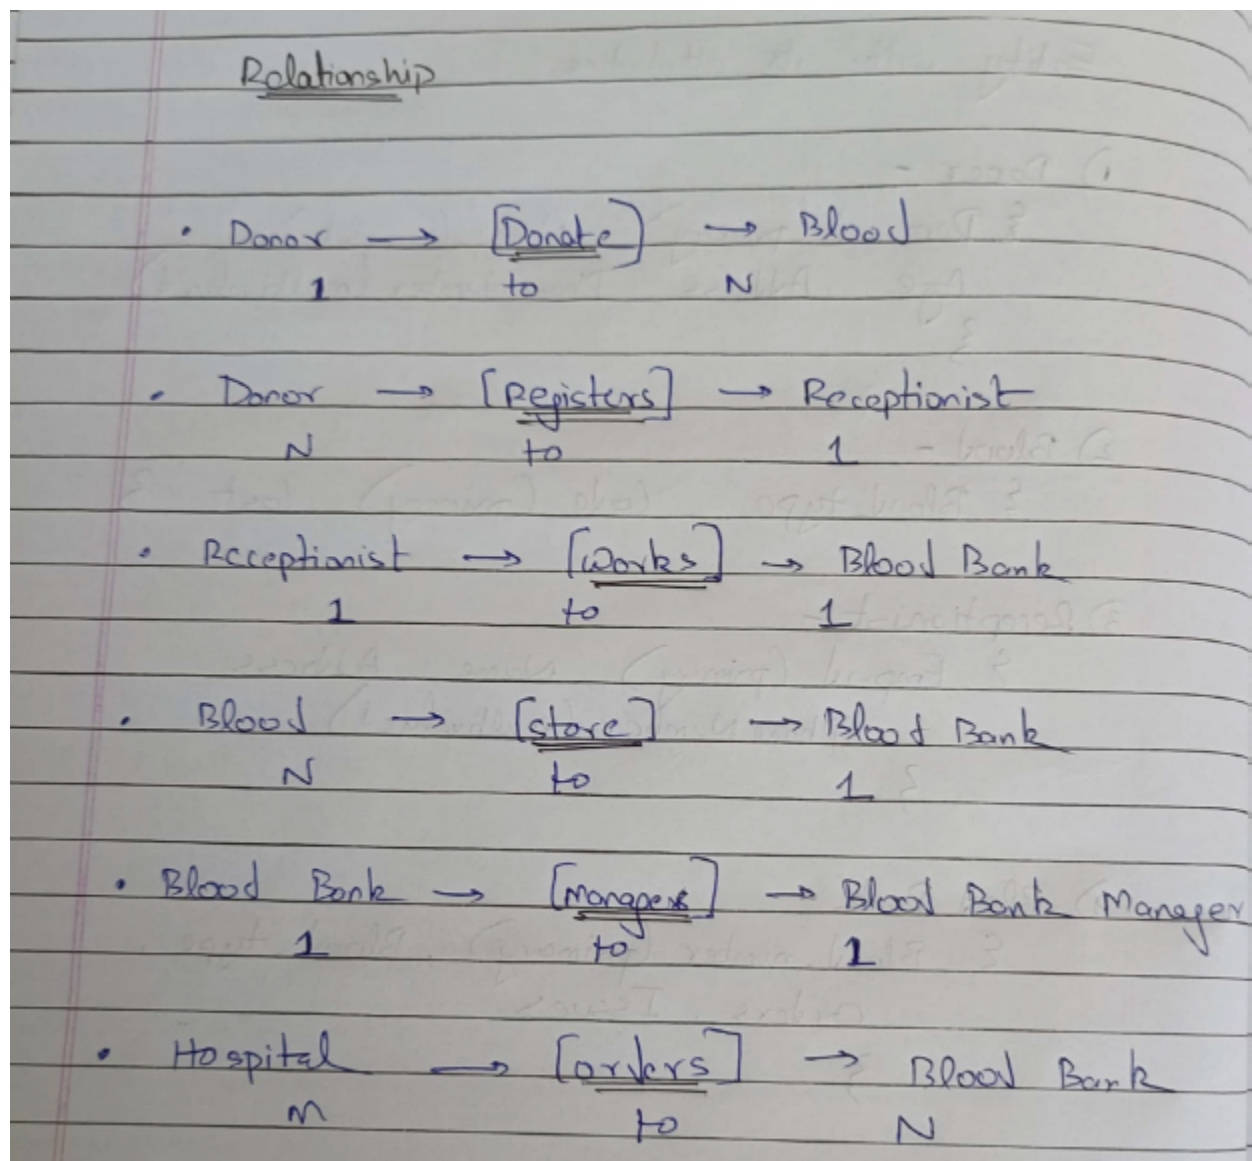 Relationship
• Donor → [Donate] → Blood
1 to N
• Donor → [Registers] → Receptionist
N to 1
• Receptionist → [Works] → Blood Bank
1 to 1
• Blood → [store] → Blood Bank
N to 1
• Blood Bank → [manages] → Blood Bank Manager
1 to 1
• Hospital → [orders] → Blood Bank
M to N